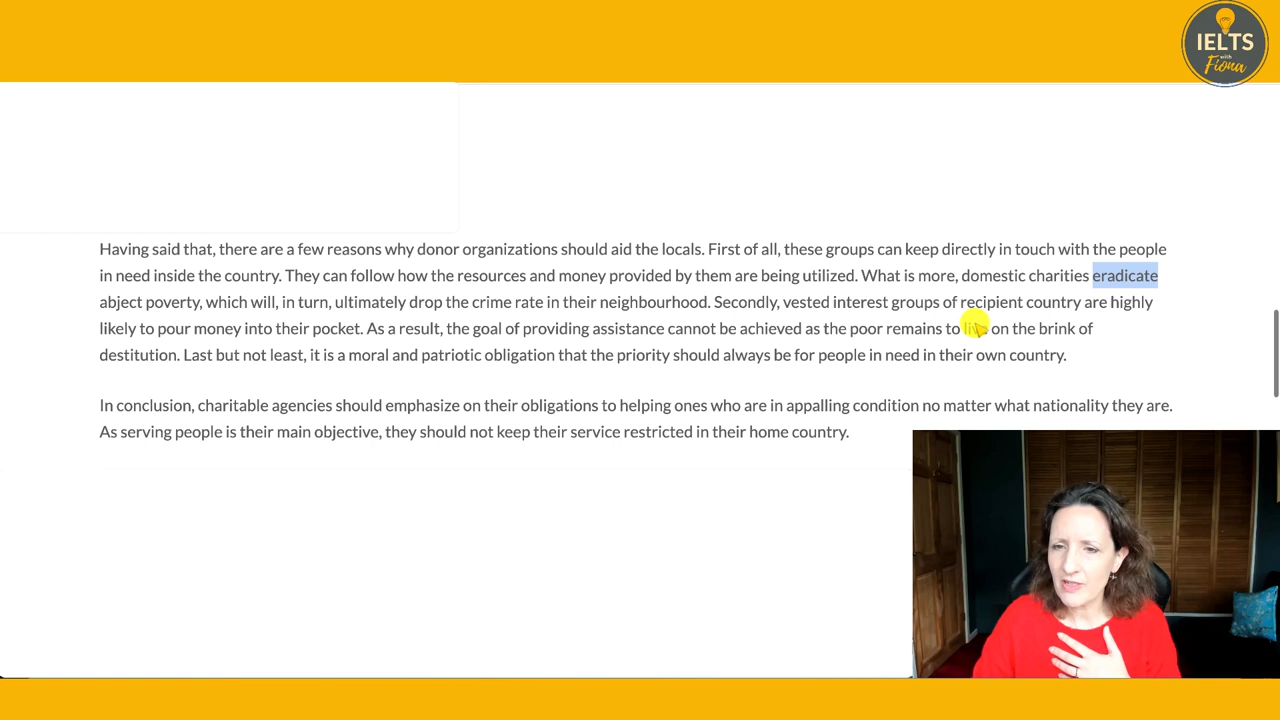 IELTS
with
Fiona
Having said that, there are a few reasons why donor organizations should aid the locals. First of all, these groups can keep directly in touch with the people
in need inside the country. They can follow how the resources and money provided by them are being utilized. What is more, domestic charities eradicate
abject poverty, which will, in turn, ultimately drop the crime rate in their neighbourhood. Secondly, vested interest groups of recipient country are highly
likely to pour money into their pocket. As a result, the goal of providing assistance cannot be achieved as the poor remains to live on the brink of
destitution. Last but not least, it is a moral and patriotic obligation that the priority should always be for people in need in their own country.
In conclusion, charitable agencies should emphasize on their obligations to helping ones who are in appalling condition no matter what nationality they are.
As serving people is their main objective, they should not keep their service restricted in their home country.